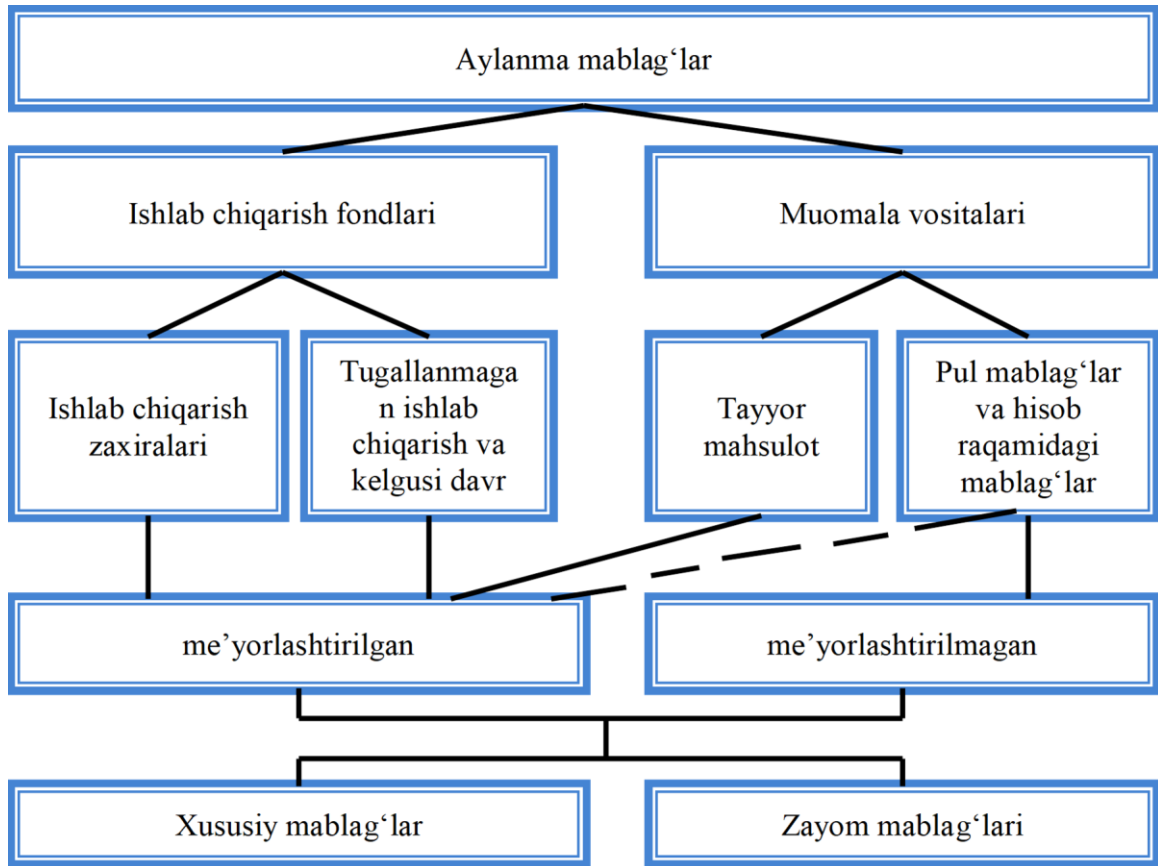 Aylanma mablag‘lar
Ishlab chiqarish fondlari
Muomala vositalari
Ishlab chiqarish
zaxiralari
Tugallanmaga
n ishlab
chiqarish va
kelgusi davr
Tayyor
mahsulot
Pul mablag‘lar
va hisob
raqamidagi
mablag‘lar
me’yorlashtirilgan
me’yorlashtirilmagan
Xususiy mablag‘lar
Zayom mablag‘lari